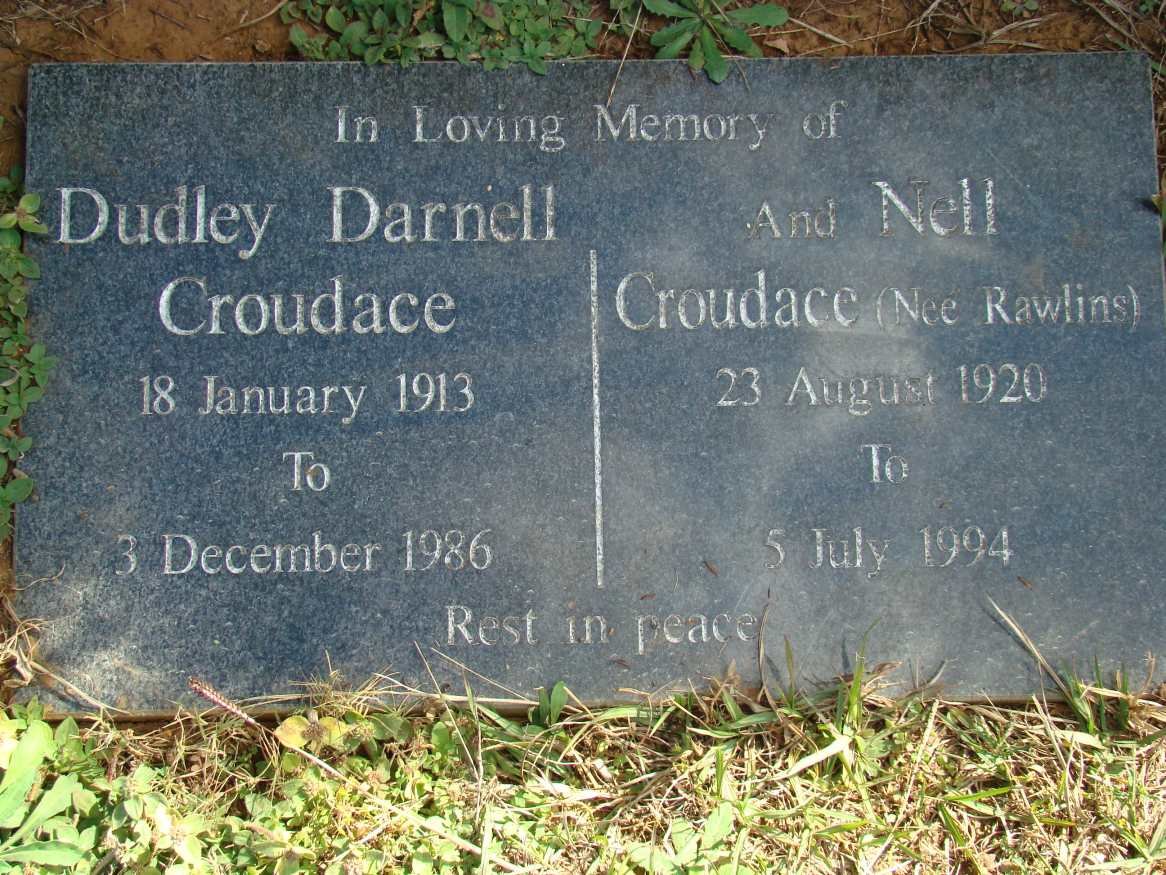 In Loving Memory of
Dudley Darnell
Croudace
18 January 1913
To
3 December 1986
And Nell
Croudace (Nee Rawlins)
23 August 1920
To
5 July 1994
Rest in peace